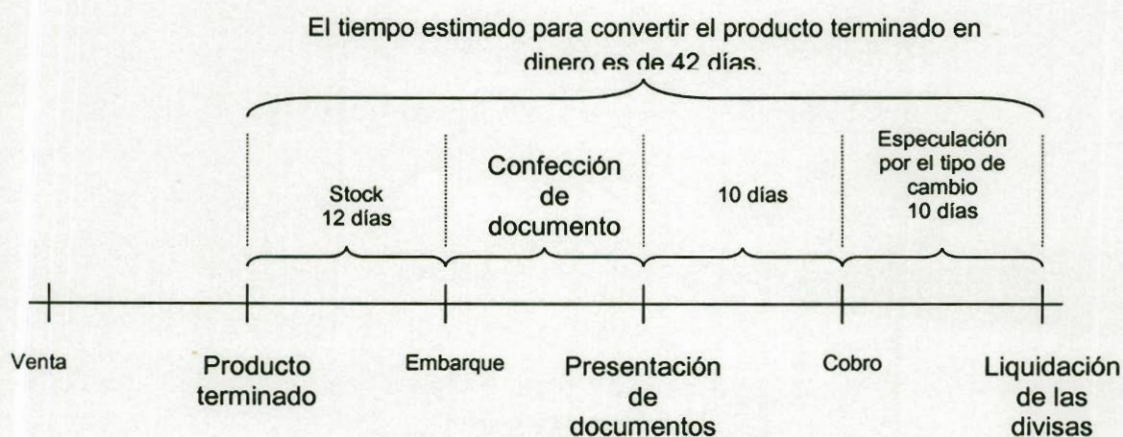 El tiempo estimado para convertir el producto terminado en
dinero es de 42 días.
Stock
12 días
Confección
de
documento
10 días
Especulación
por el tipo de
cambio
10 días
Venta
Producto
terminado
Embarque
Presentación
de
documentos
Cobro
Liquidación
de las
divisas